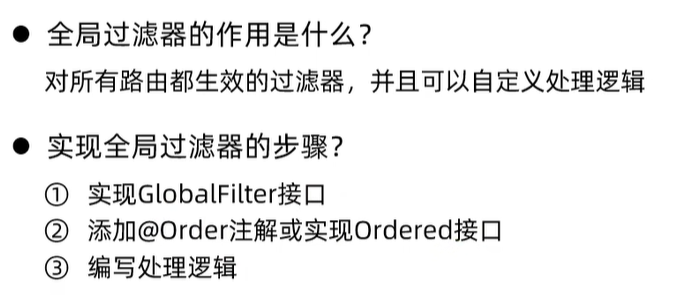 ● 全局过滤器的作用是什么？
对所有路由都生效的过滤器，并且可以自定义处理逻辑
● 实现全局过滤器的步骤？
① 实现GlobalFilter接口
② 添加@Order注解或实现Ordered接口
③ 编写处理逻辑